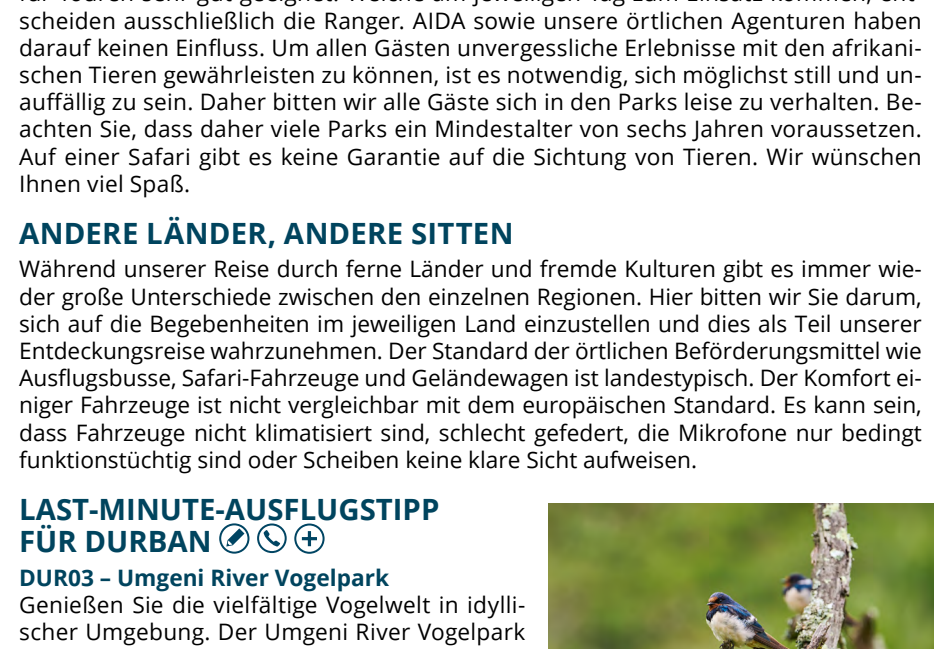 scheiden ausschließlich die Ranger. AIDA sowie unsere örtlichen Agenturen haben
darauf keinen Einfluss. Um allen Gästen unvergessliche Erlebnisse mit den afrikani-
schen Tieren gewährleisten zu können, ist es notwendig, sich möglichst still und un-
auffällig zu sein. Daher bitten wir alle Gäste sich in den Parks leise zu verhalten. Be-
achten Sie, dass daher viele Parks ein Mindestalter von sechs Jahren voraussetzen.
Auf einer Safari gibt es keine Garantie auf die Sichtung von Tieren. Wir wünschen
Ihnen viel Spaß.
ANDERE LÄNDER, ANDERE SITTEN
Während unserer Reise durch ferne Länder und fremde Kulturen gibt es immer wie-
der große Unterschiede zwischen den einzelnen Regionen. Hier bitten wir Sie darum,
sich auf die Begebenheiten im jeweiligen Land einzustellen und dies als Teil unserer
Entdeckungsreise wahrzunehmen. Der Standard der örtlichen Beförderungsmittel wie
Ausflugsbusse, Safari-Fahrzeuge und Geländewagen ist landestypisch. Der Komfort ei-
niger Fahrzeuge ist nicht vergleichbar mit dem europäischen Standard. Es kann sein,
dass Fahrzeuge nicht klimatisiert sind, schlecht gefedert, die Mikrofone nur bedingt
funktionstüchtig sind oder Scheiben keine klare Sicht aufweisen.
LAST-MINUTE-AUSFLUGSTIPP
FÜR DURBAN
DUR03 – Umgeni River Vogelpark
Genießen Sie die vielfältige Vogelwelt in idylli-
scher Umgebung. Der Umgeni River Vogelpark